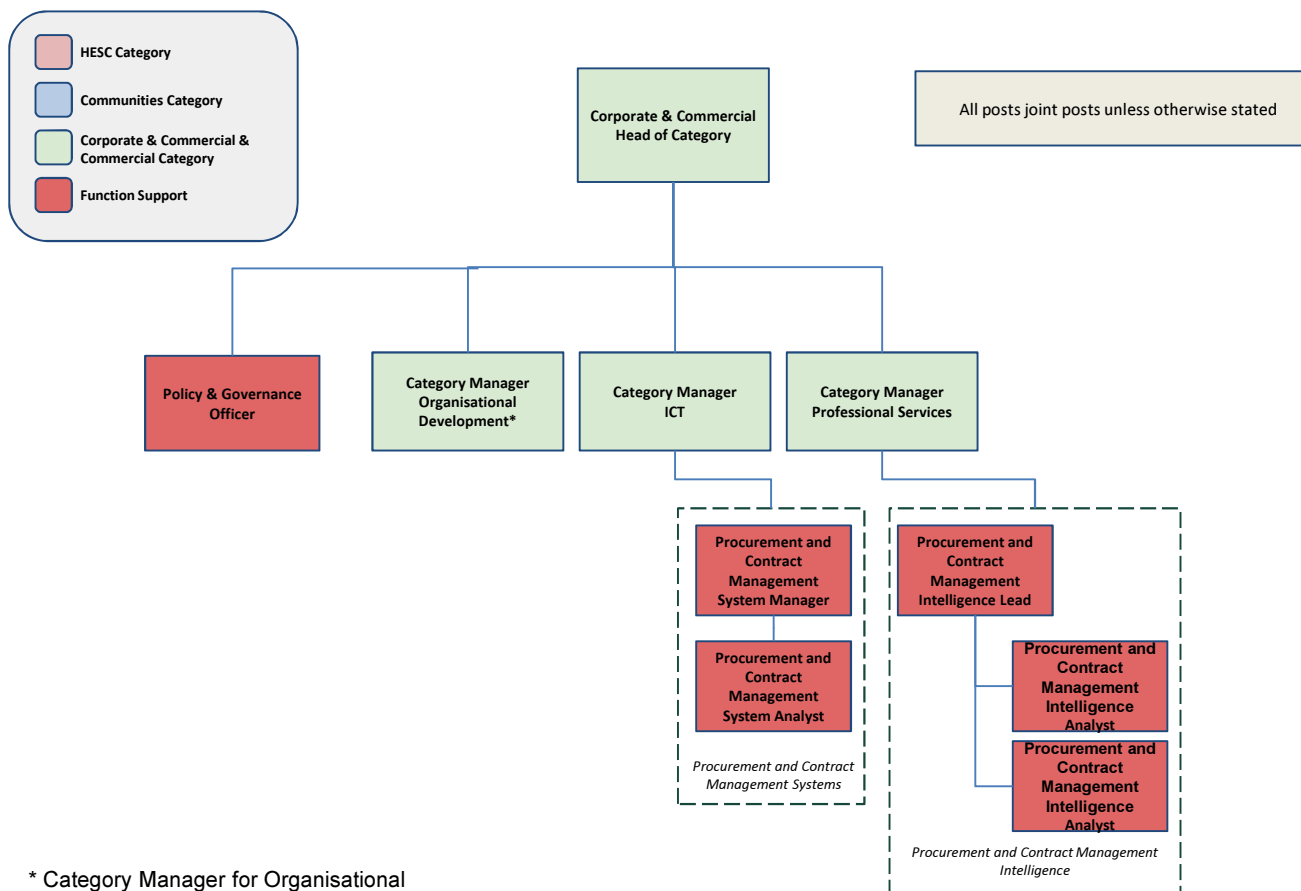 HESC Category
Communities Category
Corporate & Commercial &
Commercial Category
Function Support
Corporate & Commercial
Head of Category
All posts joint posts unless otherwise stated
Policy & Governance
Officer
Category Manager
Organisational
Development*
Category Manager
ICT
Category Manager
Professional Services
Procurement and
Contract
Management
System Manager
Procurement and
Contract
Management
System Analyst
Procurement and Contract
Management Systems
Procurement and
Contract
Management
Intelligence Lead
Procurement and
Contract
Management
Intelligence
Analyst
Procurement and
Contract
Management
Intelligence
Analyst
Procurement and Contract Management
Intelligence
* Category Manager for Organisational